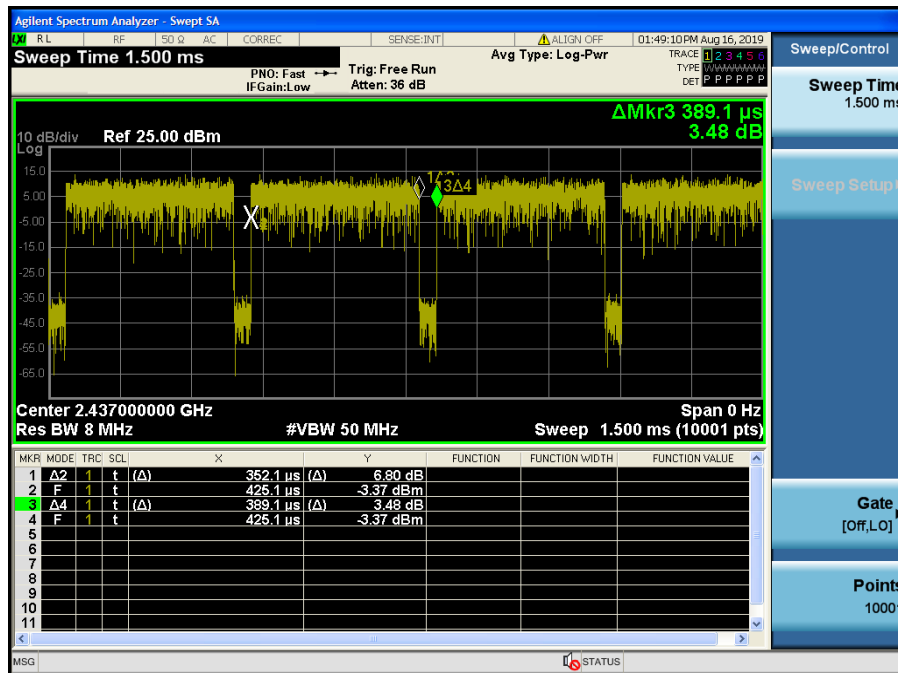 Agilent Spectrum Analyzer - Swept SA
LXI RL RF 50 Ω AC CORREC SENSE:INT ALIGN OFF 01:49:10 PM Aug 16, 2019
Sweep Time 1.500 ms
PNO: Fast
IFGain:Low
Trig: Free Run
Atten: 36 dB
Avg Type: Log-Pwr
TRACE 1 2 3 4 5 6
TYPE WWWWWW
DET P P P P P P
ΔMkr3 389.1 µs
3.48 dB
10 dB/div Ref 25.00 dBm
Log
15.0
5.00
-5.00
-15.0
-25.0
-35.0
-45.0
-55.0
-65.0
3Δ4
Center 2.437000000 GHz Span 0 Hz
Res BW 8 MHz #VBW 50 MHz Sweep 1.500 ms (10001 pts)
MKR MODE TRC SCL X Y FUNCTION FUNCTION WIDTH FUNCTION VALUE
1 Δ2 1 t (Δ) 352.1 µs (Δ) 6.80 dB
2 F 1 t 425.1 µs -3.37 dBm
3 Δ4 1 t (Δ) 389.1 µs (Δ) 3.48 dB
4 F 1 t 425.1 µs -3.37 dBm
5
6
7
8
9
10
11
MSG STATUS
Sweep/Control
Sweep Time
1.500 ms
Sweep Setup
Gate
[Off,LO]
Points
10001